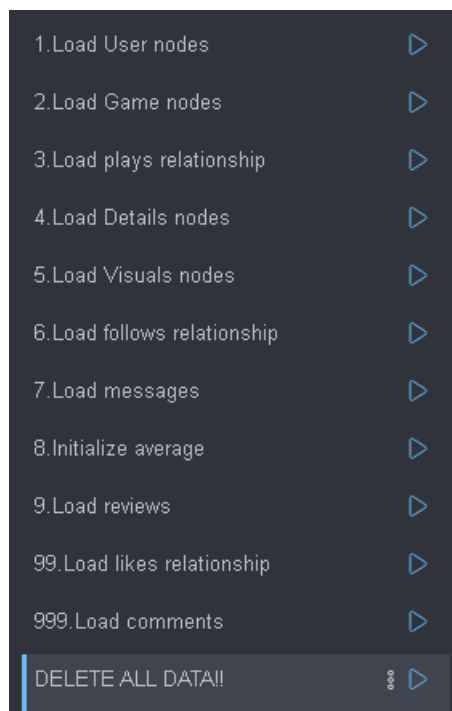 1.Load User nodes
2.Load Game nodes
3.Load plays relationship
4.Load Details nodes
5.Load Visuals nodes
6.Load follows relationship
7.Load messages
8.Initialize average
9.Load reviews
99.Load likes relationship
999.Load comments
DELETE ALL DATA!!